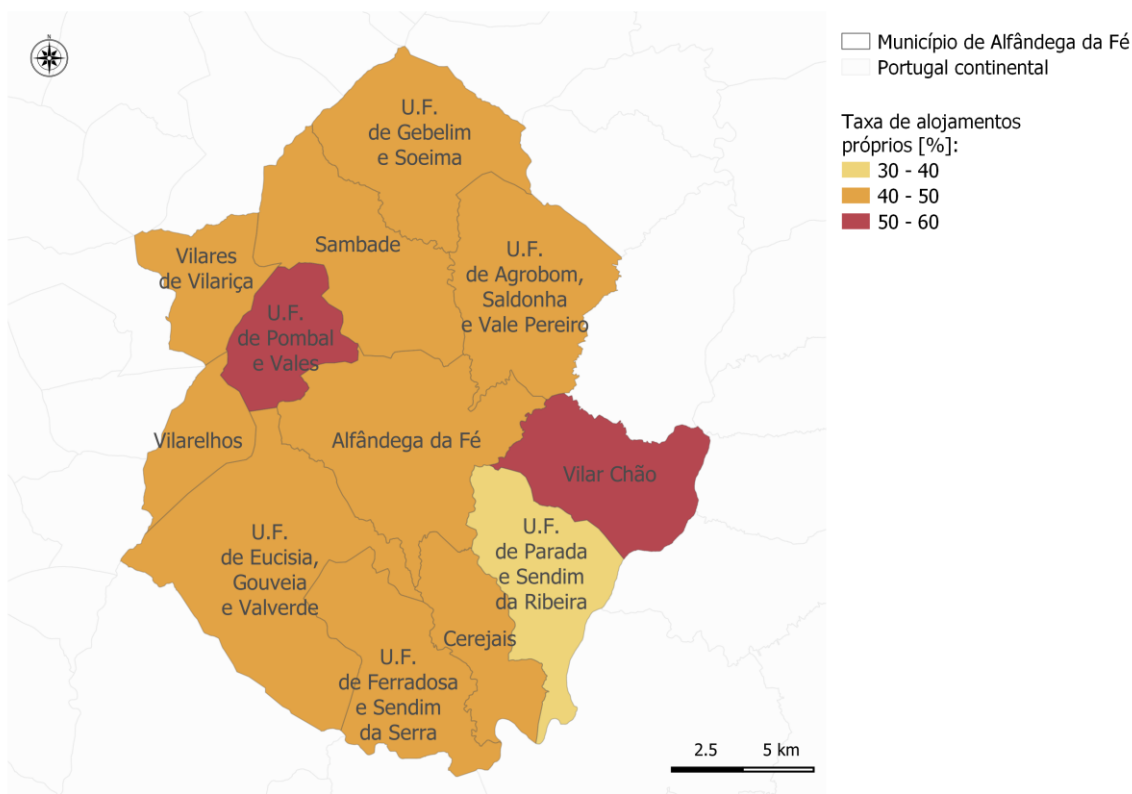 N
U.F.
de Gebelim
e Soeima
Sambade
Vilares
de Vilariça
U.F.
de Agrobom,
Saldonha
e Vale Pereiro
U.F.
de Pombal
e Vales
Vilarelhos
Alfândega da Fé
Vilar Chão
U.F.
de Parada
e Sendim
da Ribeira
U.F.
de Eucisia,
Gouveia
e Valverde
Cerejais
U.F.
de Ferradosa
e Sendim
da Serra
2.5 5 km
Município de Alfândega da Fé
Portugal continental
Taxa de alojamentos
próprios [%]:
30 - 40
40 - 50
50 - 60